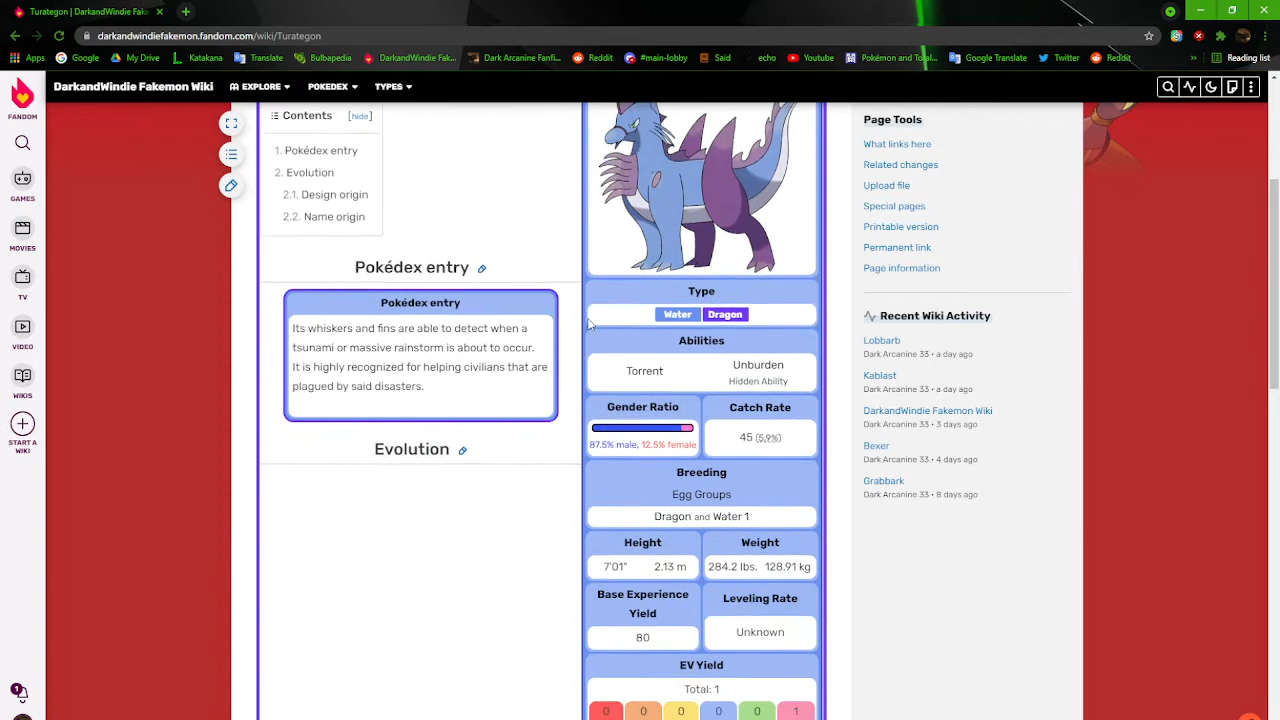 Turategon | DarkandWindie Fake
darkandwindiefakemon.fandom.com/wiki/Turategon
Apps Google My Drive Katakana Translate Bulbapedia DarkandWindie Fak... Dark Arcanine Fanfi... Reddit #main-lobby Said echo Youtube Pokémon and Total... Google Translate Twitter Reddit » Reading list
DarkandWindie Fakemon Wiki EXPLORE POKEDEX TYPES
FANDOM
GAMES
MOVIES
TV
VIDEO
WIKIS
START A
WIKI
1
Contents [hide]
1. Pokédex entry
2. Evolution
2.1. Design origin
2.2. Name origin
Pokédex entry
Pokédex entry
Its whiskers and fins are able to detect when a
tsunami or massive rainstorm is about to occur.
It is highly recognized for helping civilians that are
plagued by said disasters.
Evolution
Type
Water Dragon
Abilities
Torrent Unburden
Hidden Ability
Gender Ratio Catch Rate
87.5% male, 12.5% female 45 (5.9%)
Breeding
Egg Groups
Dragon and Water 1
Height Weight
7'01" 2.13 m 284.2 lbs. 128.91 kg
Base Experience
Yield
Leveling Rate
80 Unknown
EV Yield
Total: 1
0 0 0 0 0 1
Page Tools
What links here
Related changes
Upload file
Special pages
Printable version
Permanent link
Page information
Recent Wiki Activity
Lobbarb
Dark Arcanine 33 • a day ago
Kablast
Dark Arcanine 33 • a day ago
DarkandWindie Fakemon Wiki
Dark Arcanine 33 • 3 days ago
Bexer
Dark Arcanine 33 • 4 days ago
Grabbark
Dark Arcanine 33 • 8 days ago